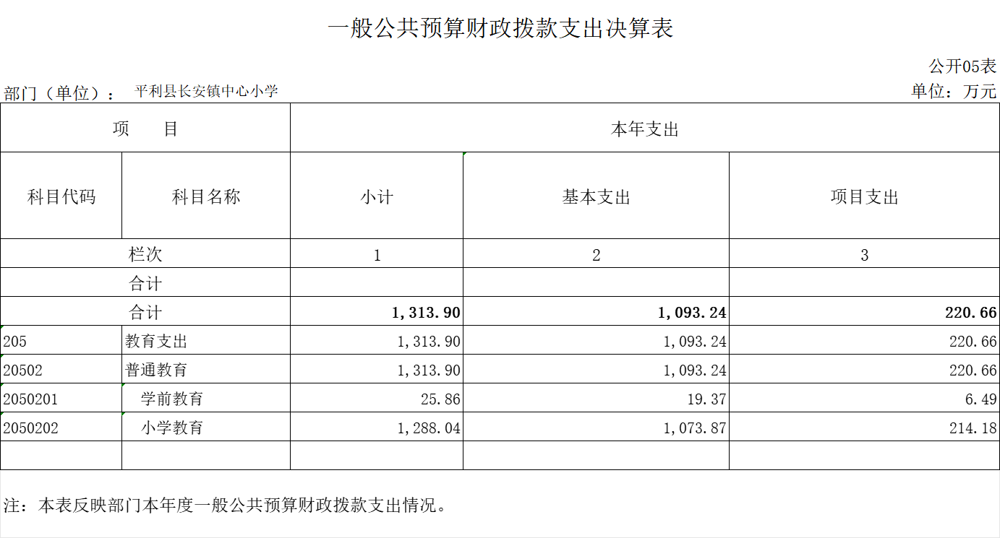 一般公共预算财政拨款支出决算表
公开05表
部门（单位）： 平利县长安镇中心小学 单位：万元
项 目 本年支出
科目代码 科目名称 小计 基本支出 项目支出
栏次 1 2 3
合计
合计 1,313.90 1,093.24 220.66
205 教育支出 1,313.90 1,093.24 220.66
20502 普通教育 1,313.90 1,093.24 220.66
2050201 学前教育 25.86 19.37 6.49
2050202 小学教育 1,288.04 1,073.87 214.18
注：本表反映部门本年度一般公共预算财政拨款支出情况。